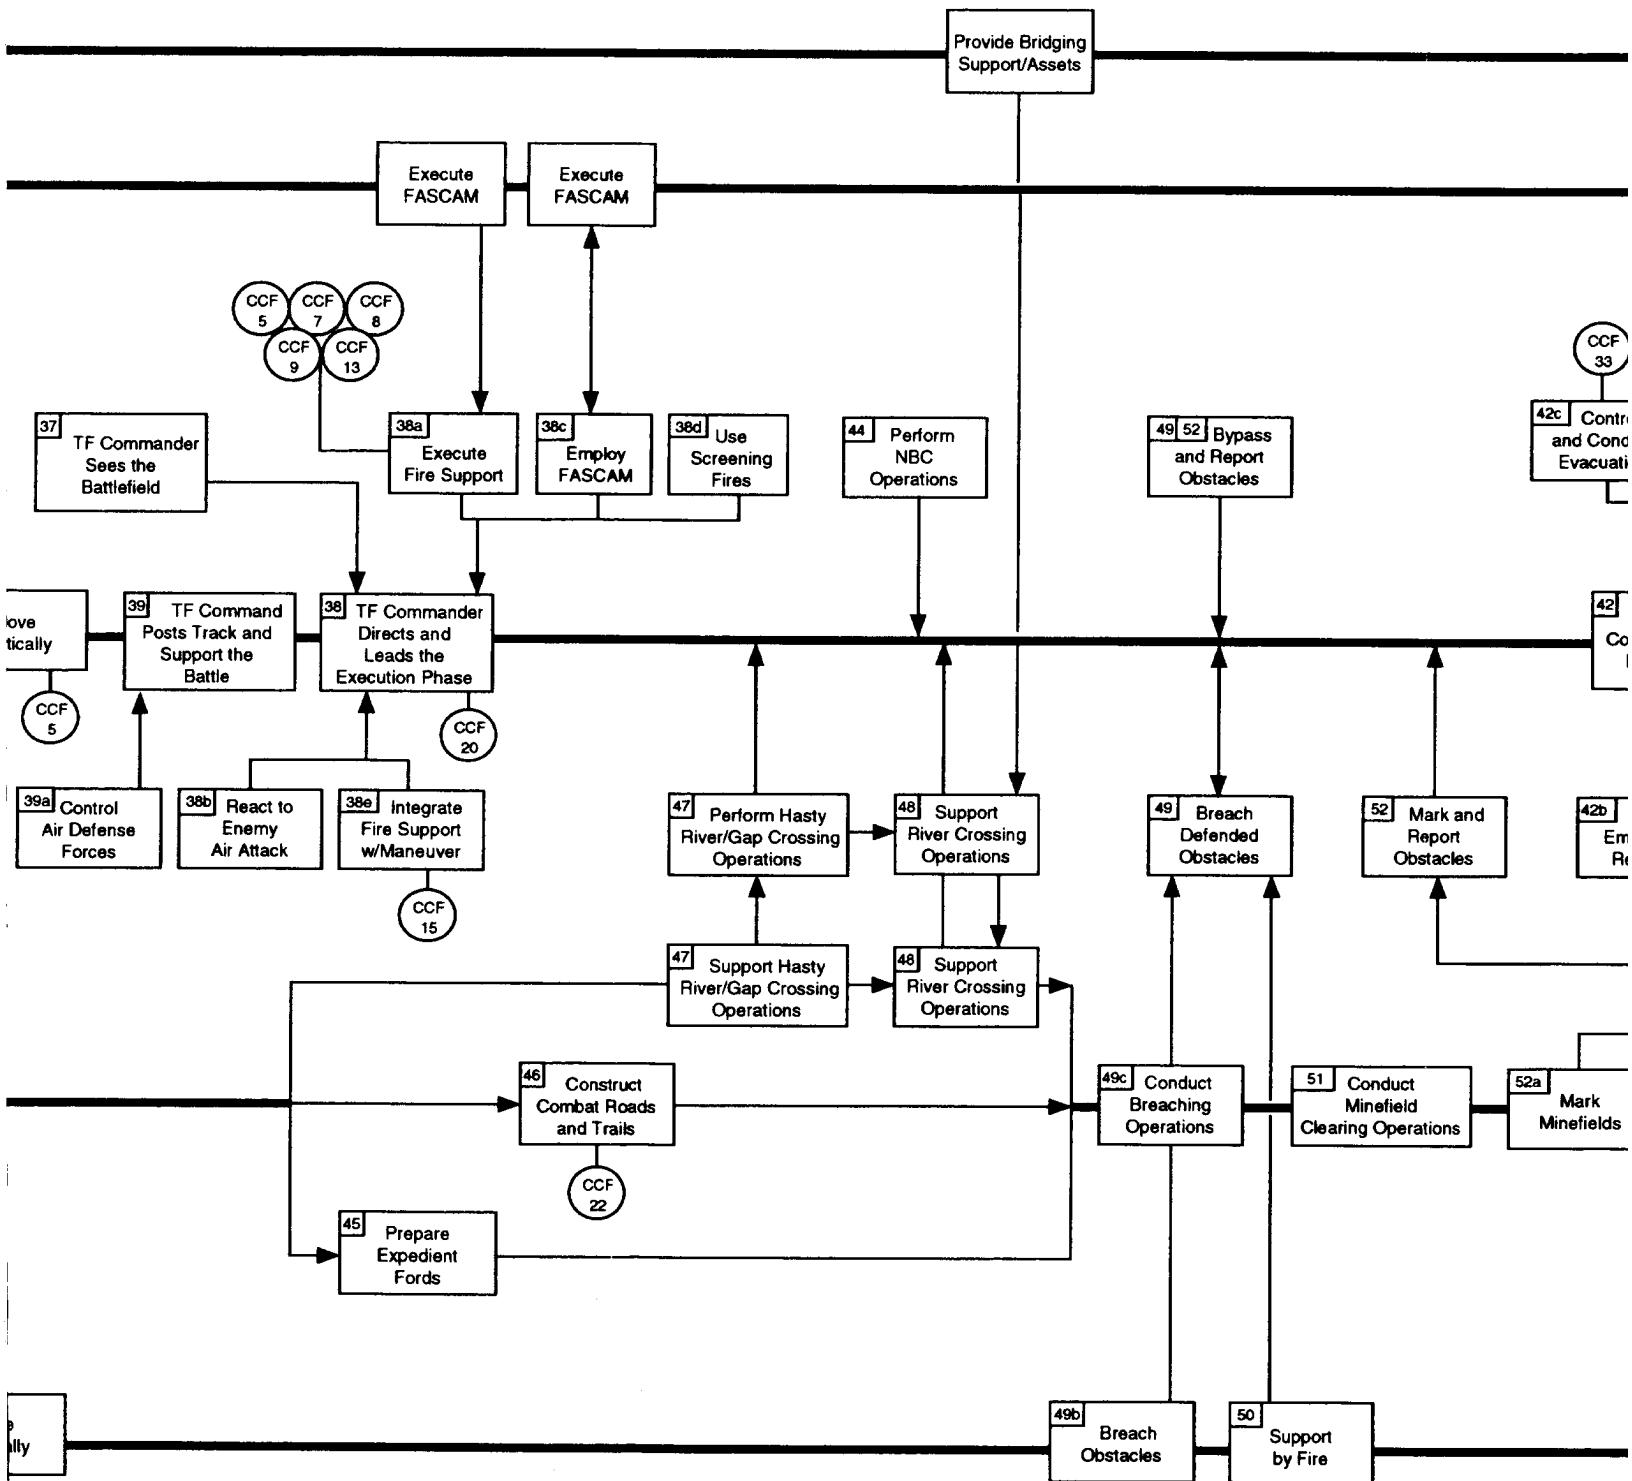 Provide Bridging
Support/Assets
Execute
FASCAM
Execute
FASCAM
CCF
5
CCF
7
CCF
8
CCF
9
CCF
13
CCF
33
37
TF Commander
Sees the
Battlefield
38a
Execute
Fire Support
38c
Employ
FASCAM
38d
Use
Screening
Fires
44
Perform
NBC
Operations
49 52
Bypass
and Report
Obstacles
42c
and
39
TF Command
Posts Track and
Support the
Battle
38
TF Commander
Directs and
Leads the
Execution Phase
42
CCF
5
CCF
20
39a
Control
Air Defense
Forces
38b
React to
Enemy
Air Attack
38e
Integrate
Fire Support
w/Maneuver
47
Perform Hasty
River/Gap Crossing
Operations
48
Support
River Crossing
Operations
49
Breach
Defended
Obstacles
52
Mark and
Report
Obstacles
42b
CCF
15
47
Support Hasty
River/Gap Crossing
Operations
48
Support
River Crossing
Operations
46
Construct
Combat Roads
and Trails
49c
Conduct
Breaching
Operations
51
Conduct
Minefield
Clearing Operations
52a
Mark
Minefields
CCF
22
45
Prepare
Expedient
Fords
49b
Breach
Obstacles
50
Support
by Fire